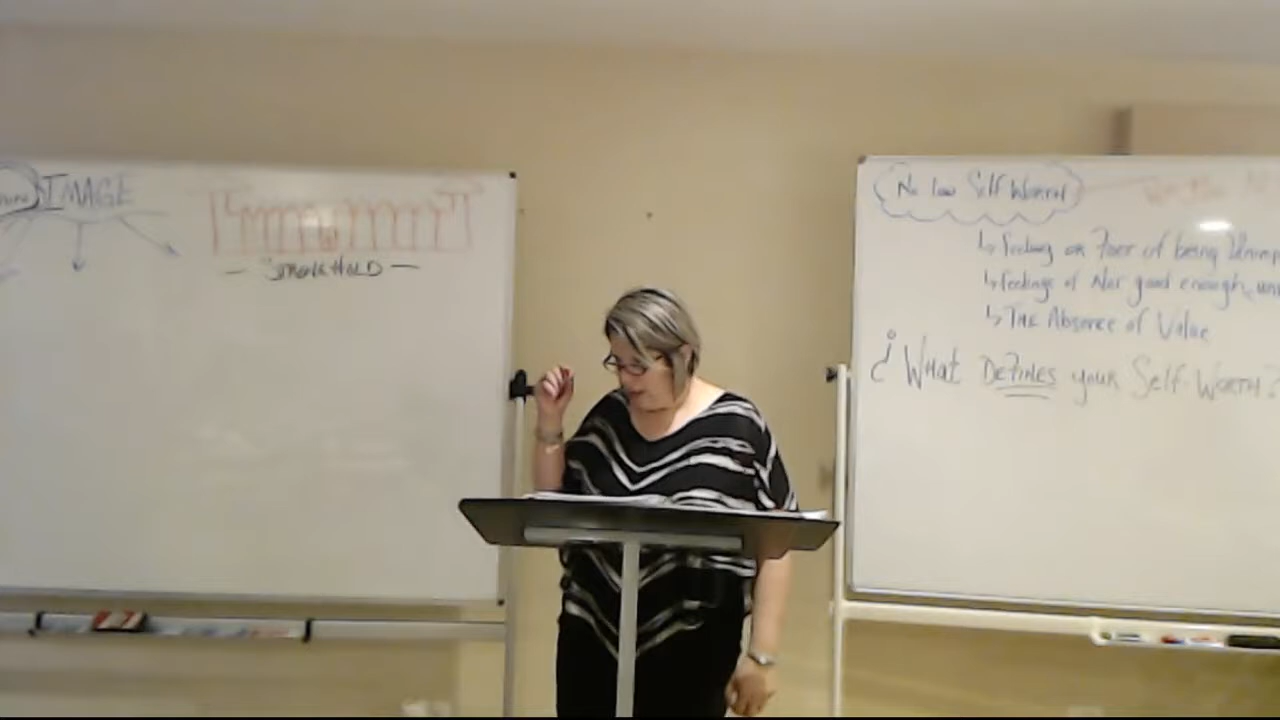 IMAGE
- STRONGHOLD -
No Low Self Worth
↳ Feeling or Fear of being
↳ Feelings of Not good enough,
↳ The Absence of Value
¿ What DEFINES your Self-Worth?